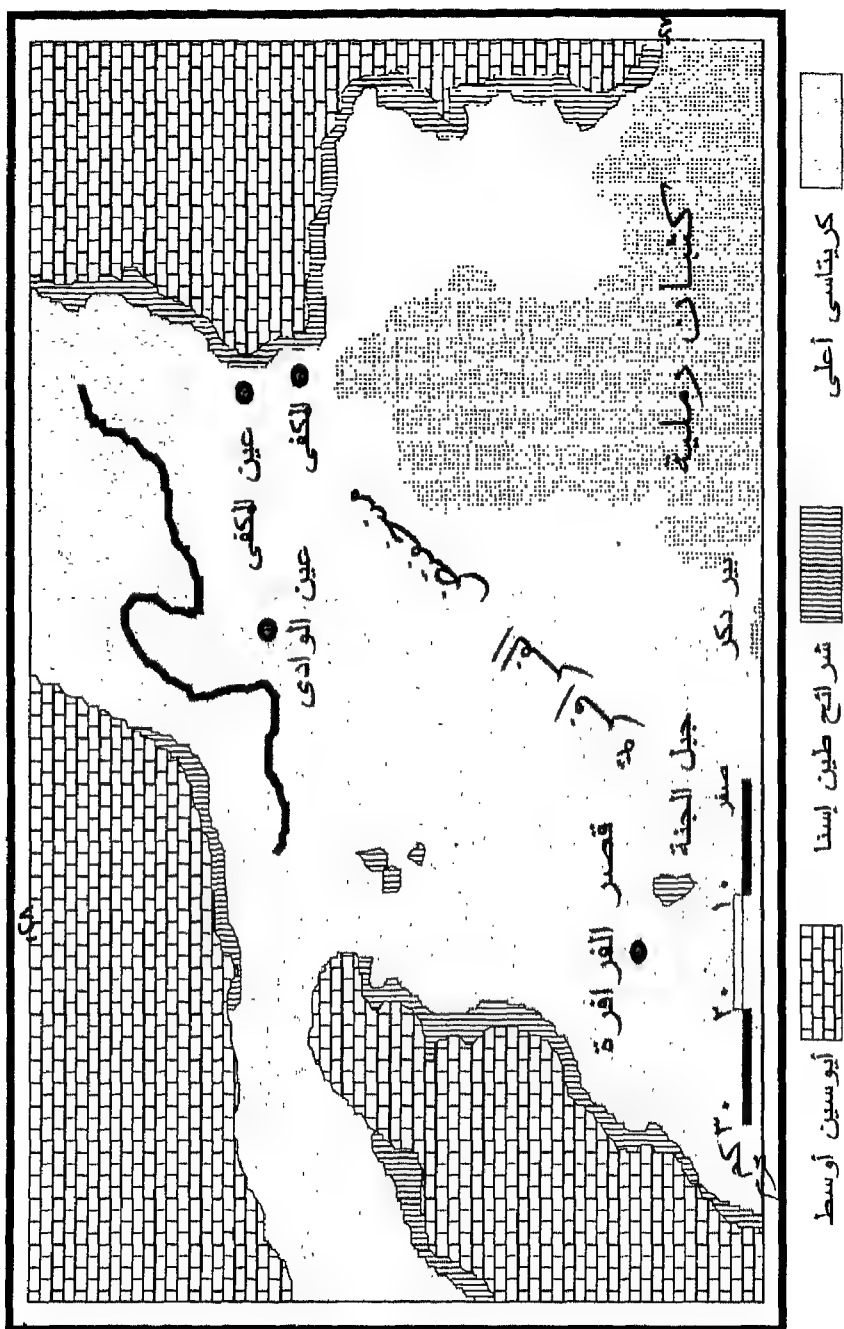 كثبان رملية
الكفى
عين الكفى
عين الوادى
منخفض
بير دكر
جبل الجنة
قصر الفرافرة
صفر
١٠
٢٠
٣٠ كم
كريتاسى أعلى
شرائح طين إسنا
أيوسين أوسط